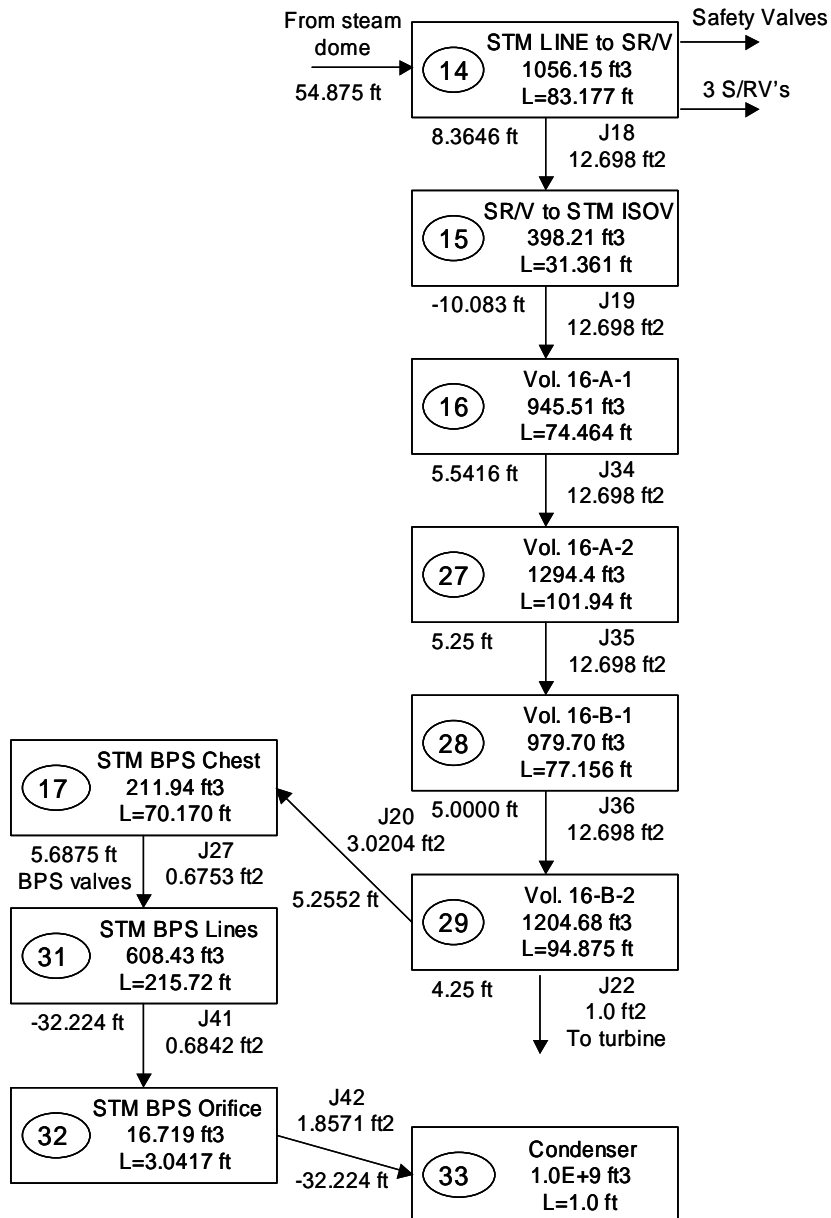 From steam
dome
54.875 ft
14
STM LINE to SR/V
1056.15 ft3
L=83.177 ft
Safety Valves
3 S/RV's
8.3646 ft
J18
12.698 ft2
15
SR/V to STM ISOV
398.21 ft3
L=31.361 ft
-10.083 ft
J19
12.698 ft2
16
Vol. 16-A-1
945.51 ft3
L=74.464 ft
5.5416 ft
J34
12.698 ft2
27
Vol. 16-A-2
1294.4 ft3
L=101.94 ft
5.25 ft
J35
12.698 ft2
28
Vol. 16-B-1
979.70 ft3
L=77.156 ft
5.0000 ft
J36
12.698 ft2
29
Vol. 16-B-2
1204.68 ft3
L=94.875 ft
4.25 ft
J22
1.0 ft2
To turbine
J20
3.0204 ft2
5.2552 ft
17
STM BPS Chest
211.94 ft3
L=70.170 ft
5.6875 ft
BPS valves
J27
0.6753 ft2
31
STM BPS Lines
608.43 ft3
L=215.72 ft
-32.224 ft
J41
0.6842 ft2
32
STM BPS Orifice
16.719 ft3
L=3.0417 ft
J42
1.8571 ft2
-32.224 ft
33
Condenser
1.0E+9 ft3
L=1.0 ft